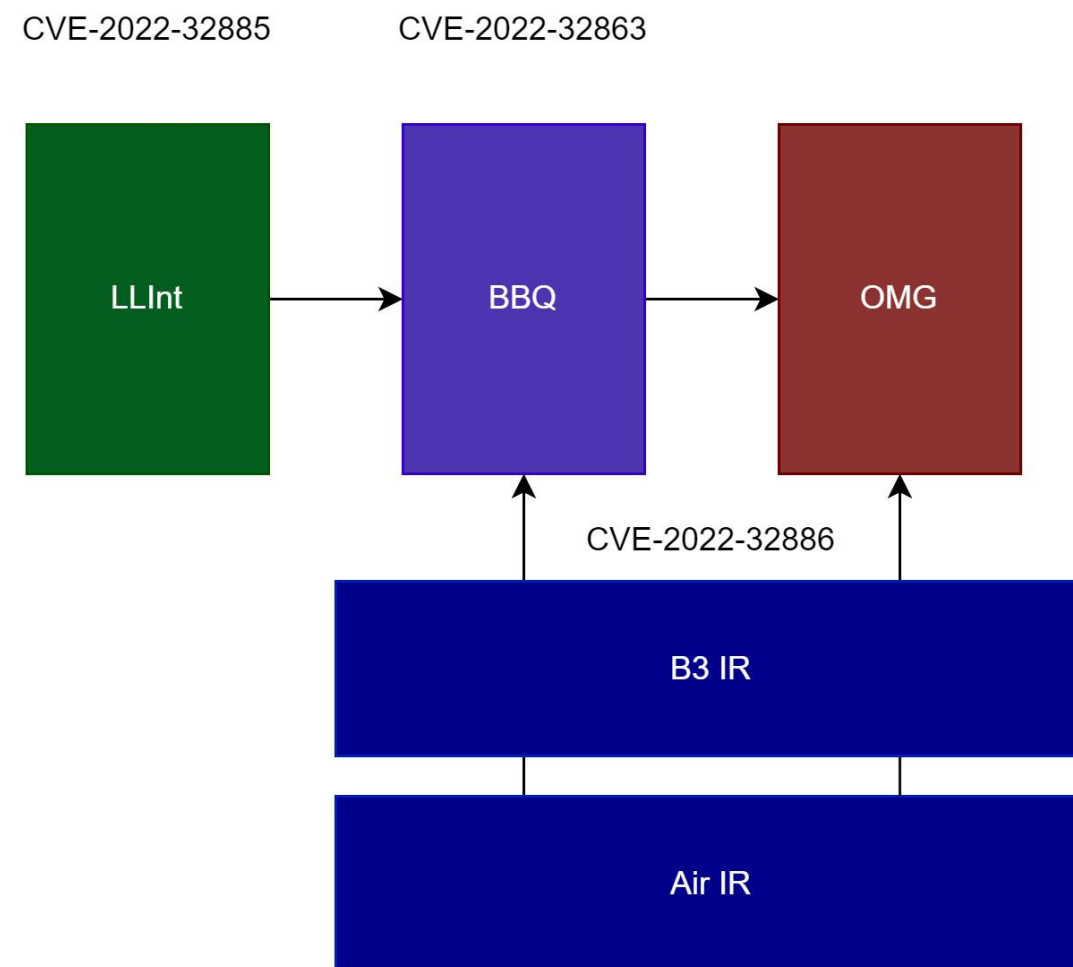 CVE-2022-32885
CVE-2022-32863
LLInt
BBQ
OMG
CVE-2022-32886
B3 IR
Air IR